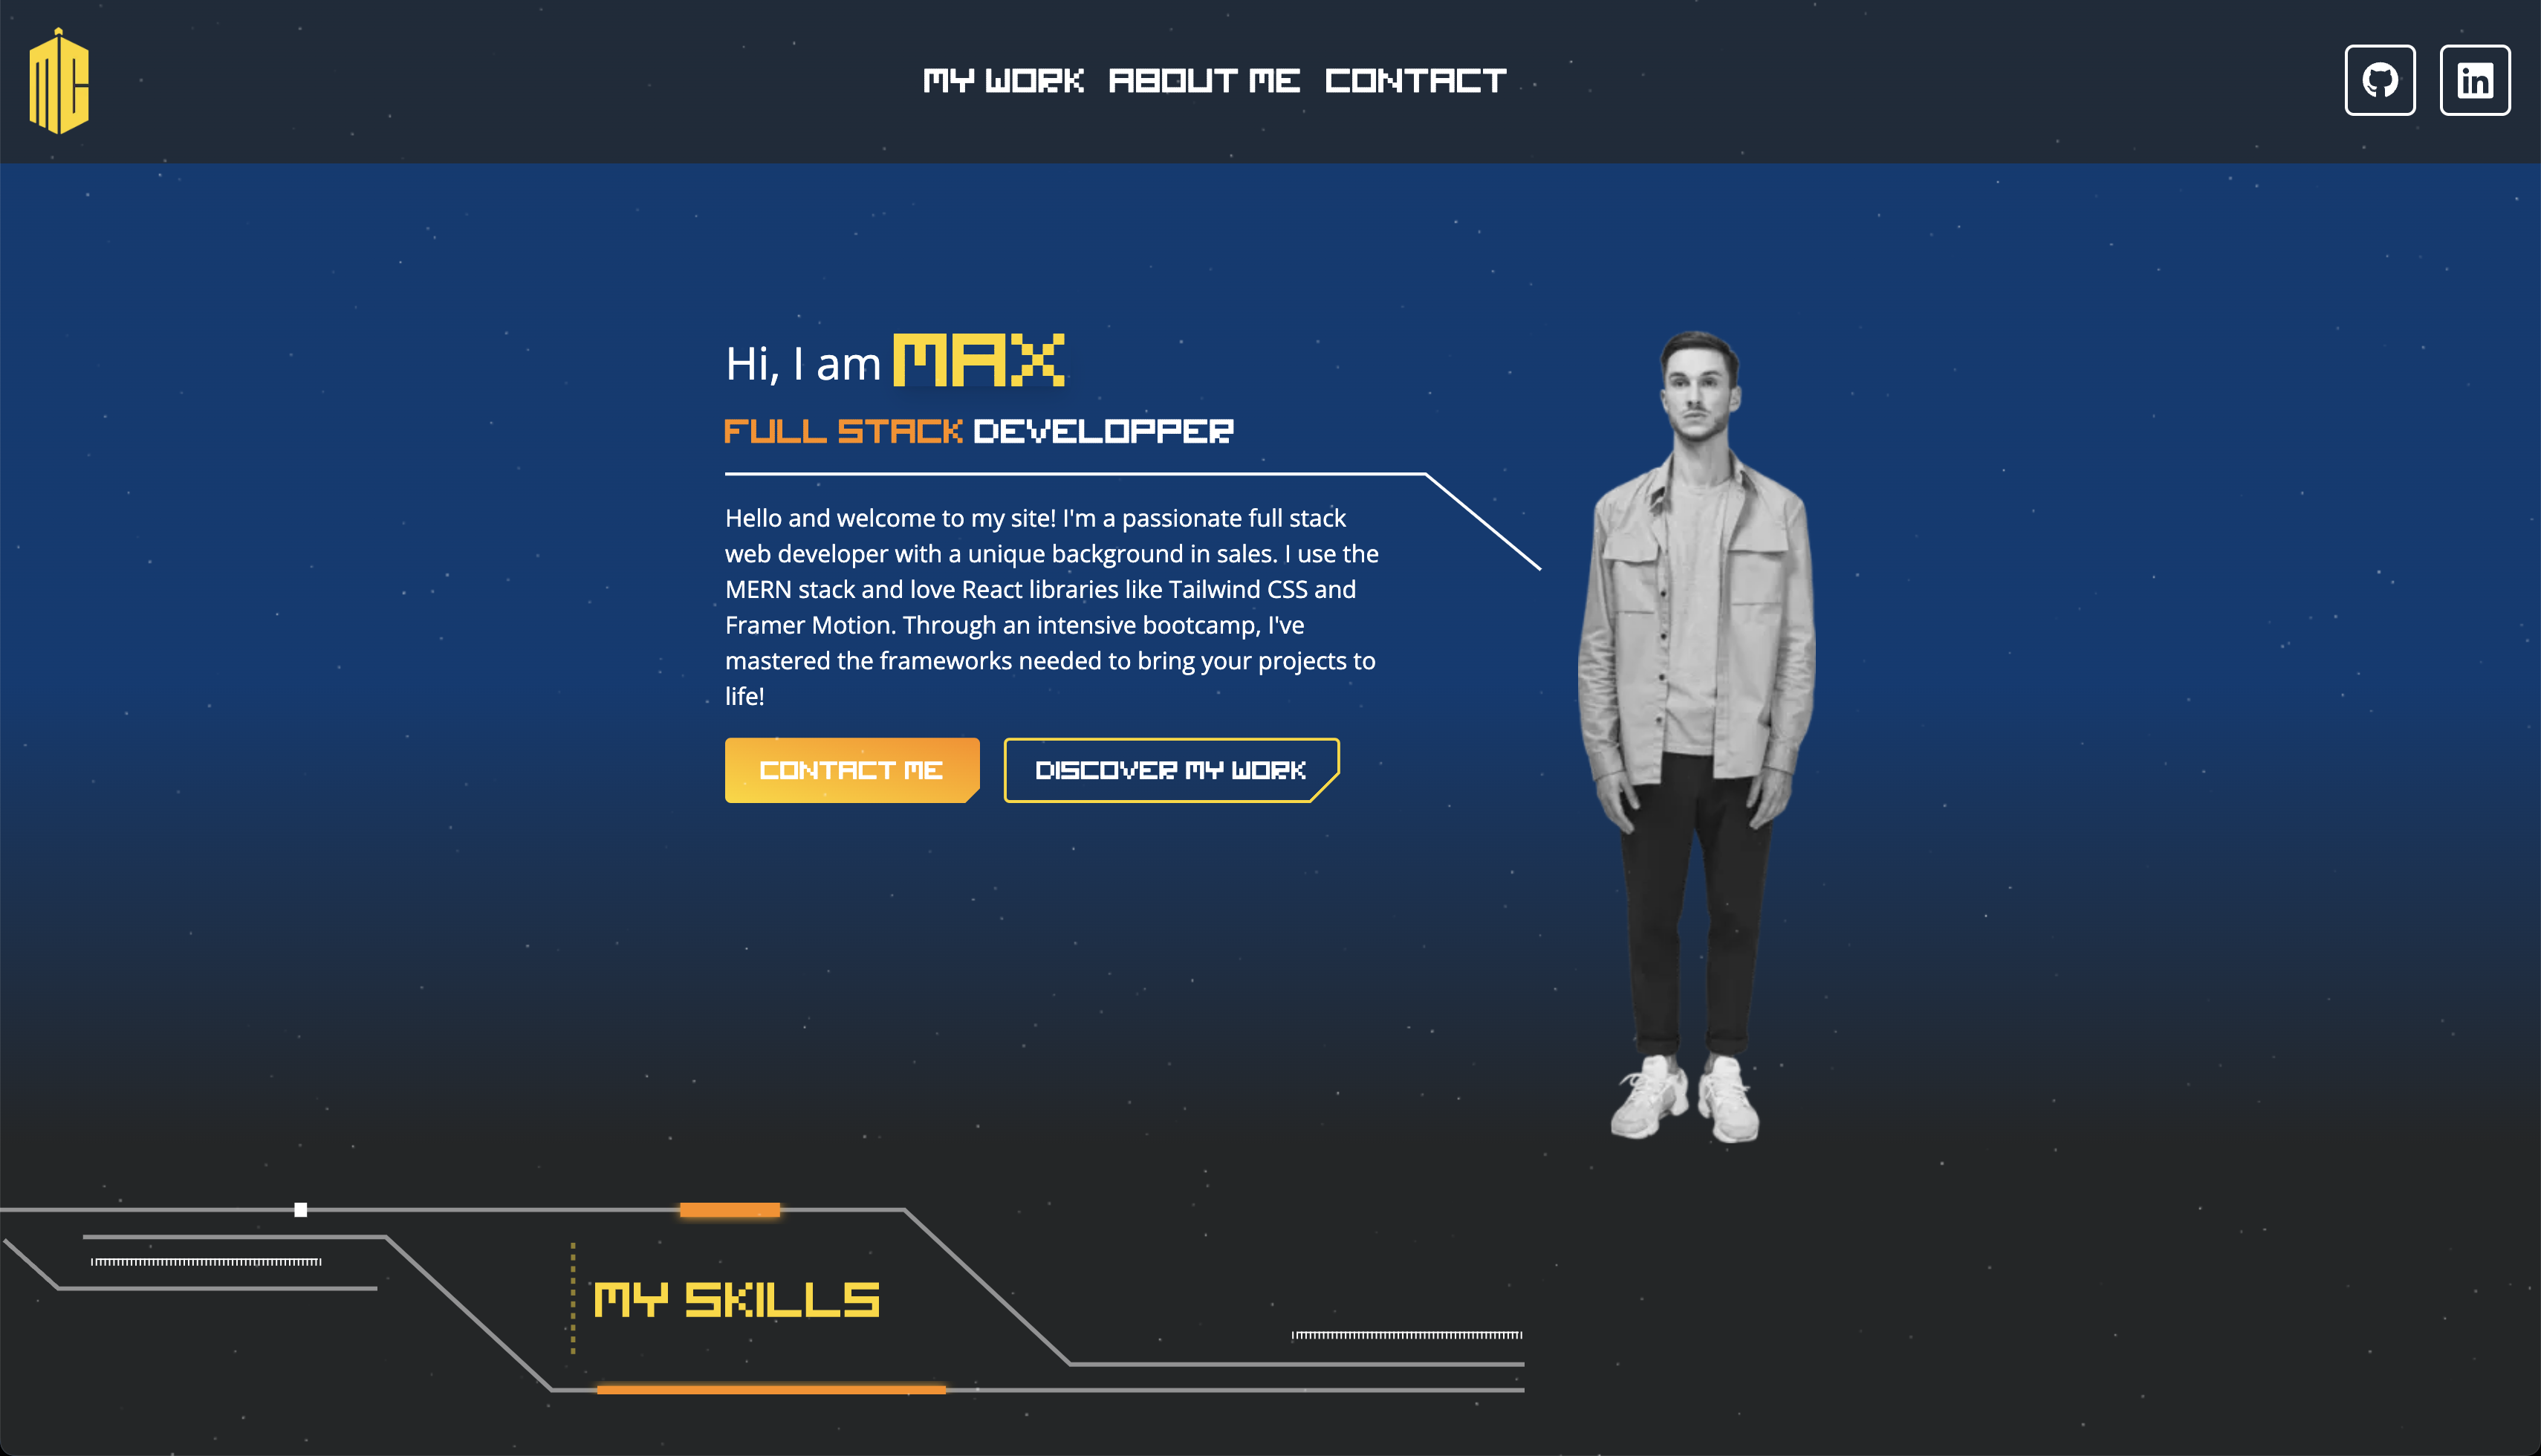 MC
MY WORK ABOUT ME CONTACT
in
Hi, I am MAX
FULL STACK DEVELOPPER
Hello and welcome to my site! I'm a passionate full stack
web developer with a unique background in sales. I use the
MERN stack and love React libraries like Tailwind CSS and
Framer Motion. Through an intensive bootcamp, I've
mastered the frameworks needed to bring your projects to
life!
CONTACT ME
DISCOVER MY WORK
MY SKILLS